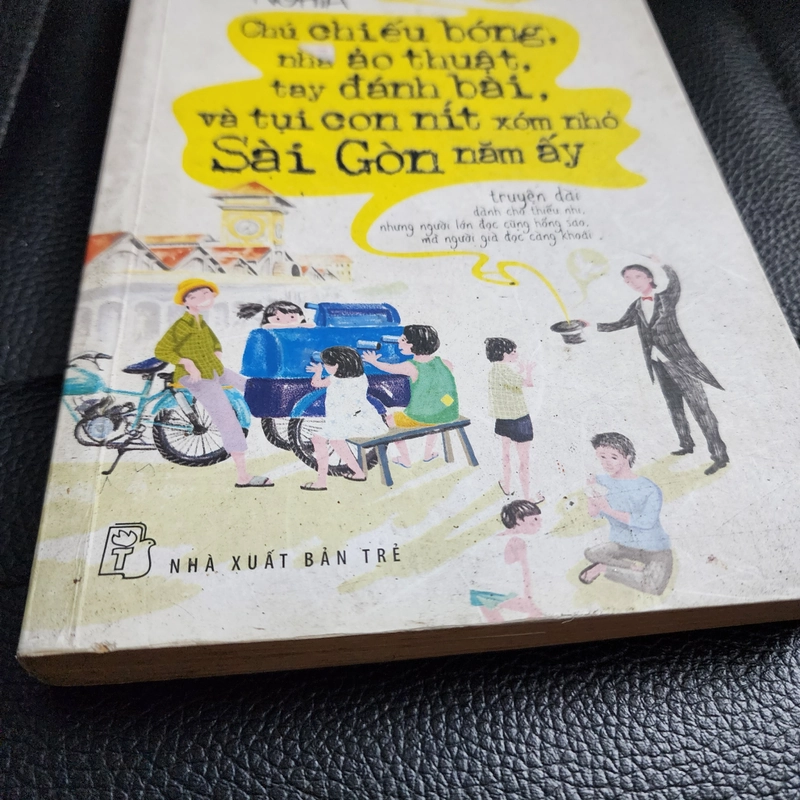 NGHĨA
Chú chiếu bóng,
nhà ảo thuật,
tay đánh bài,
và tụi con nít xóm nhỏ
Sài Gòn năm ấy
truyện dài
dành cho thiếu nhi,
nhưng người lớn đọc cũng hổng sao,
mà người già đọc càng khoái.
NHÀ XUẤT BẢN TRẺ